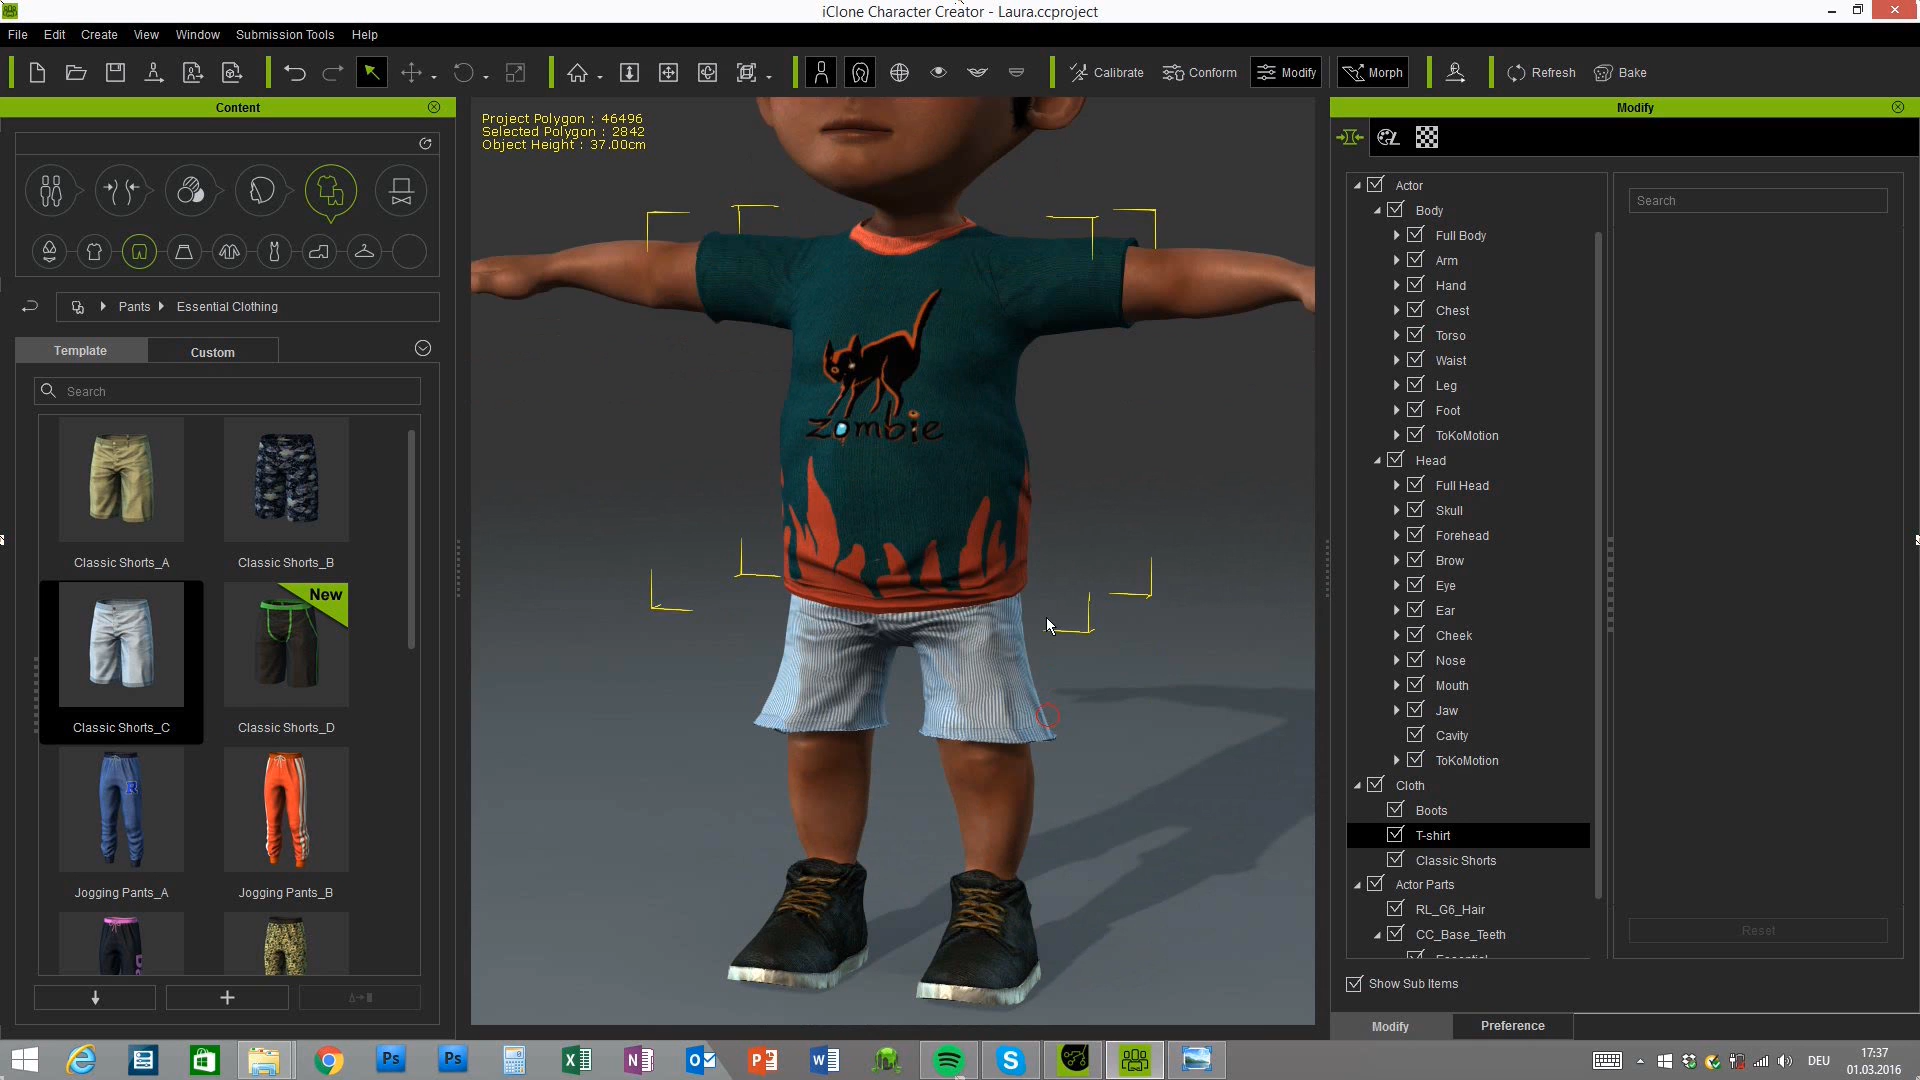 iClone Character Creator - Laura.ccproject
File Edit Create View Window Submission Tools Help
Calibrate Conform Modify Morph Refresh Bake
Content
Pants Essential Clothing
Template Custom
Search
Classic Shorts_A Classic Shorts_B
New
Classic Shorts_C Classic Shorts_D
Jogging Pants_A Jogging Pants_B
Project Polygon : 46496
Selected Polygon : 2842
Object Height : 37.00cm
zombie
Modify
Actor
Body
Full Body
Arm
Hand
Chest
Torso
Waist
Leg
Foot
ToKoMotion
Head
Full Head
Skull
Forehead
Brow
Eye
Ear
Cheek
Nose
Mouth
Jaw
Cavity
ToKoMotion
Cloth
Boots
T-shirt
Classic Shorts
Actor Parts
RL_G6_Hair
CC_Base_Teeth
Search
Reset
Show Sub Items
Modify Preference
Ps Ps
DEU
17:37
01.03.2016